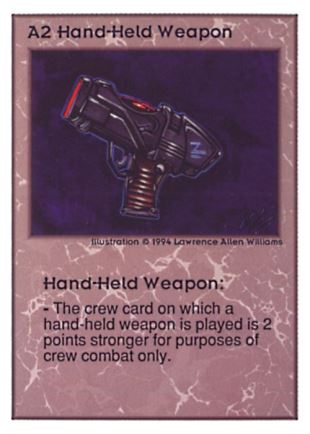 A2 Hand-Held Weapon
Z
Illustration © 1994 Lawrence Allen Williams
Hand-Held Weapon:
- The crew card on which a
hand-held weapon is played is 2
points stronger for purposes of
crew combat only.